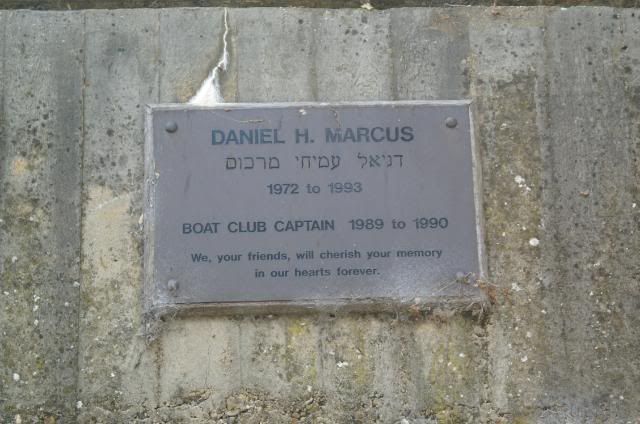 DANIEL H. MARCUS
דניאל עמיחי מרכוס
1972 to 1993
BOAT CLUB CAPTAIN 1989 to 1990
We, your friends, will cherish your memory
in our hearts forever.